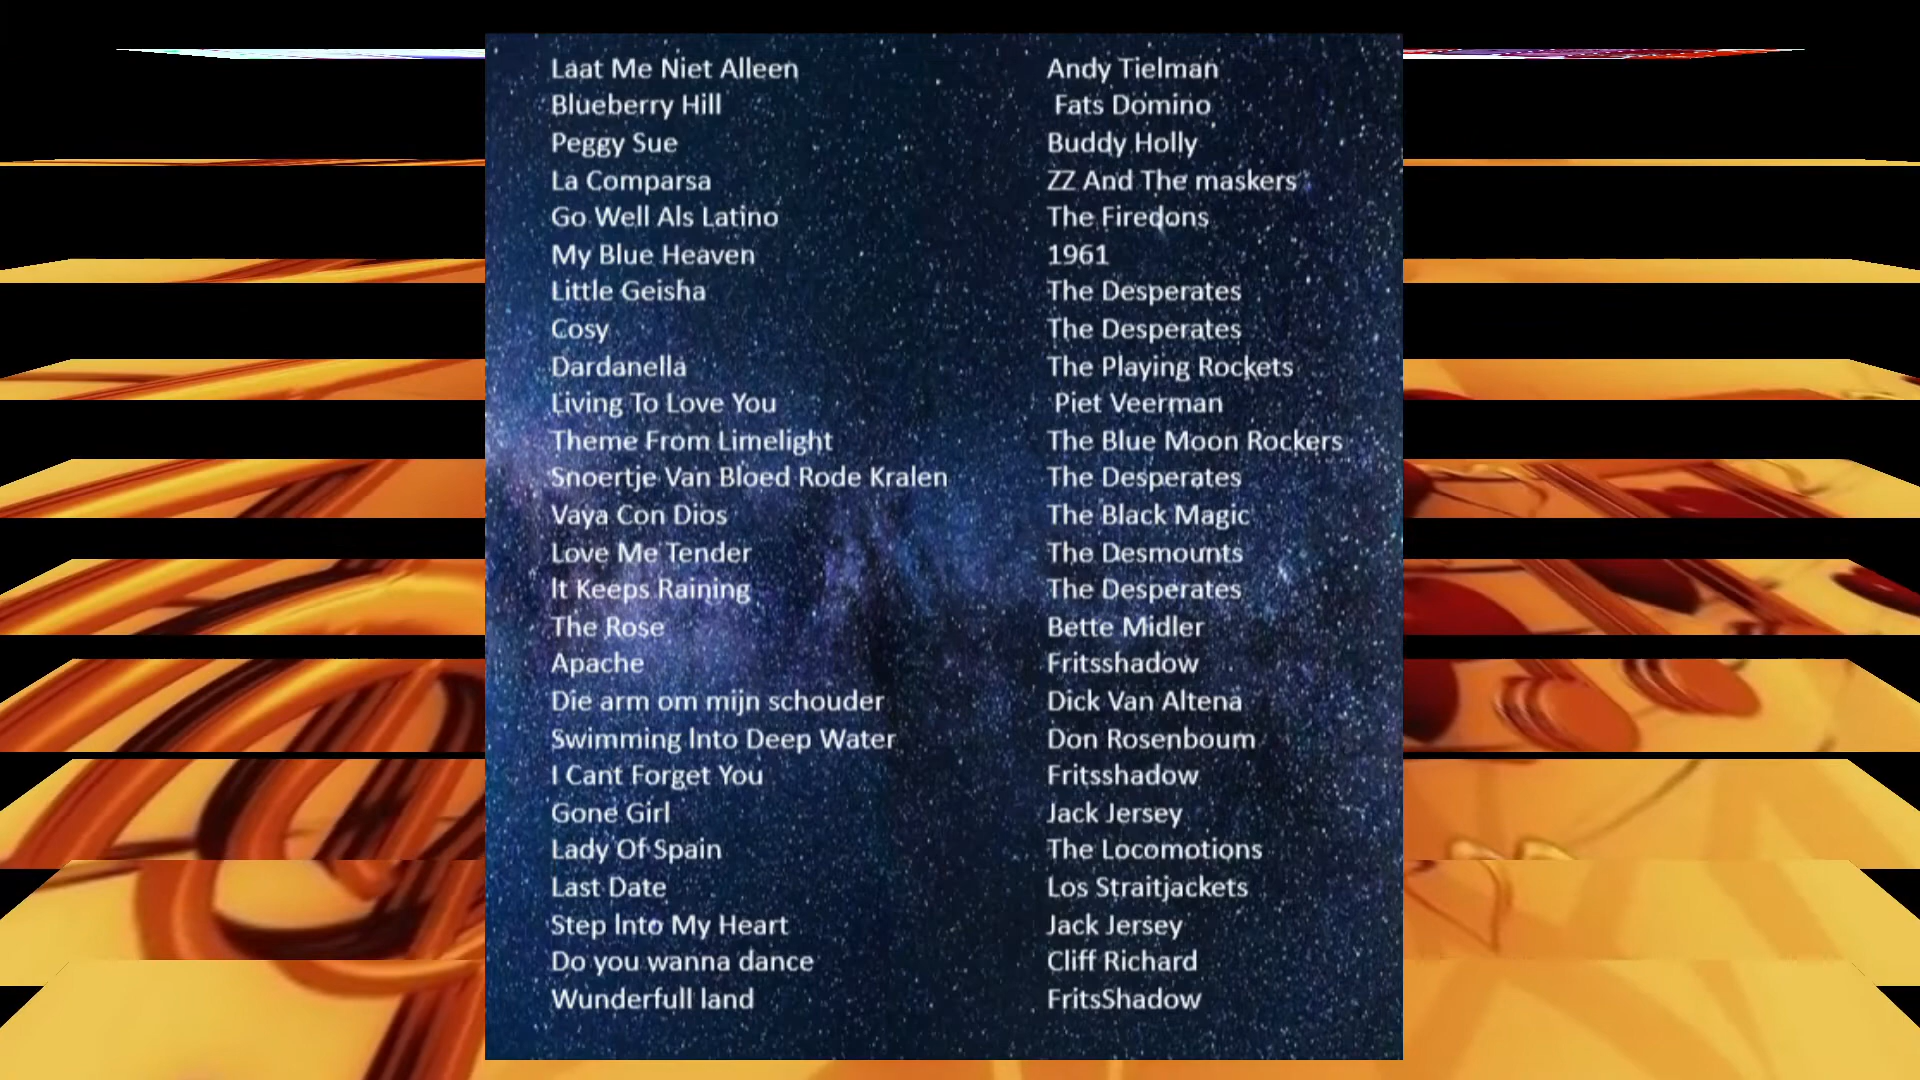 Laat Me Niet Alleen Andy Tielman
Blueberry Hill Fats Domino
Peggy Sue Buddy Holly
La Comparsa ZZ And The maskers
Go Well Als Latino The Firedons
My Blue Heaven 1961
Little Geisha The Desperates
Cosy The Desperates
Dardanella The Playing Rockets
Living To Love You Piet Veerman
Theme From Limelight The Blue Moon Rockers
Snoertje Van Bloed Rode Kralen The Desperates
Vaya Con Dios The Black Magic
Love Me Tender The Desmounts
It Keeps Raining The Desperates
The Rose Bette Midler
Apache Fritsshadow
Die arm om mijn schouder Dick Van Altena
Swimming Into Deep Water Don Rosenboum
I Cant Forget You Fritsshadow
Gone Girl Jack Jersey
Lady Of Spain The Locomotions
Last Date Los Straitjackets
Step Into My Heart Jack Jersey
Do you wanna dance Cliff Richard
Wunderfull land FritsShadow